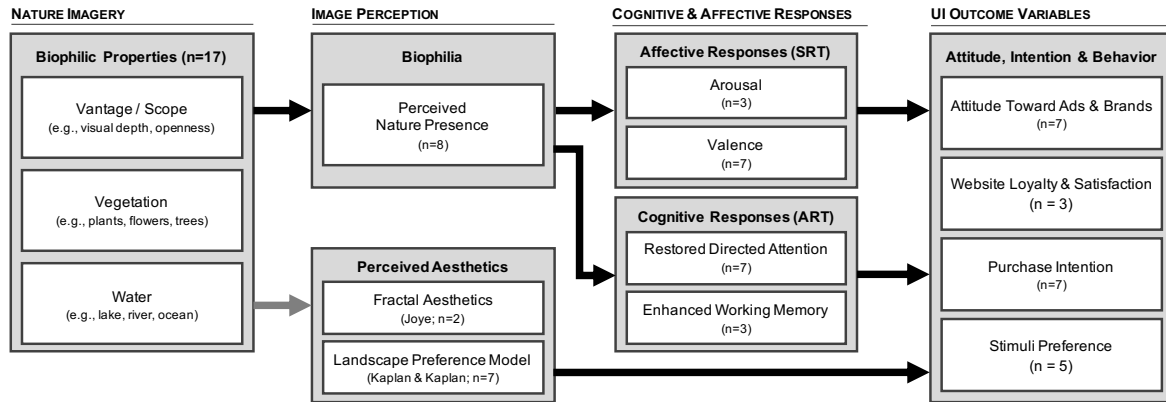 NATURE IMAGERY
Biophilic Properties (n=17)
Vantage / Scope
(e.g., visual depth, openness)
Vegetation
(e.g., plants, flowers, trees)
Water
(e.g., lake, river, ocean)
IMAGE PERCEPTION
Biophilia
Perceived
Nature Presence
(n=8)
Perceived Aesthetics
Fractal Aesthetics
(Joye; n=2)
Landscape Preference Model
(Kaplan & Kaplan; n=7)
COGNITIVE & AFFECTIVE RESPONSES
Affective Responses (SRT)
Arousal
(n=3)
Valence
(n=7)
Cognitive Responses (ART)
Restored Directed Attention
(n=7)
Enhanced Working Memory
(n=3)
UI OUTCOME VARIABLES
Attitude, Intention & Behavior
Attitude Toward Ads & Brands
(n=7)
Website Loyalty & Satisfaction
(n = 3)
Purchase Intention
(n=7)
Stimuli Preference
(n = 5)